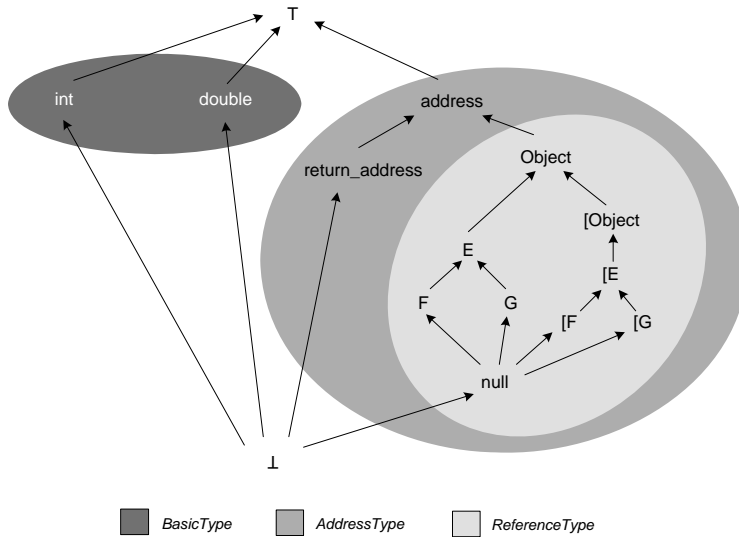 T
int
double
address
return_address
Object
[Object
E
[E
F
G
[F
[G
null
⊥
BasicType
AddressType
ReferenceType